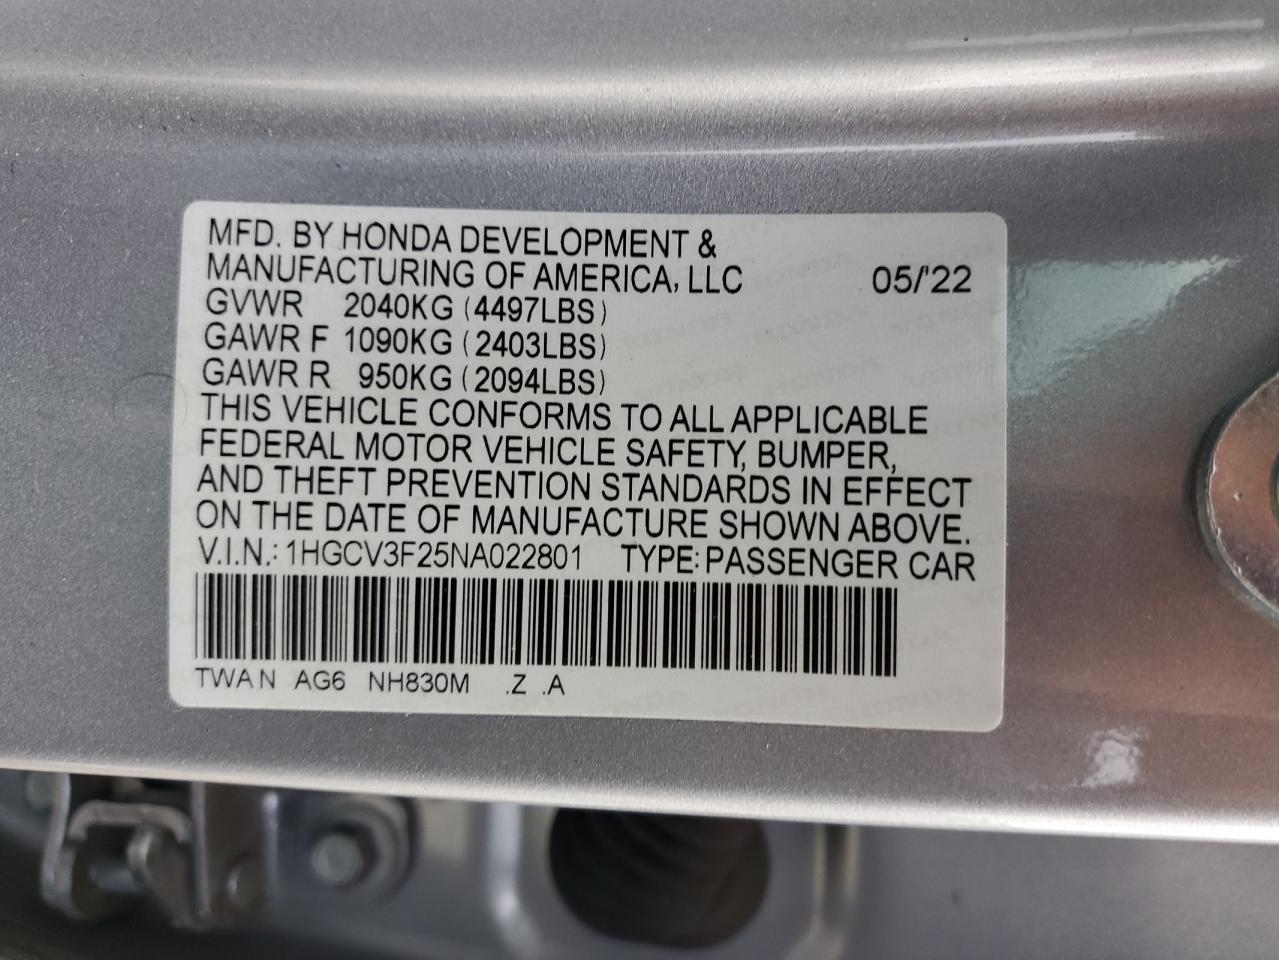 MFD. BY HONDA DEVELOPMENT &
MANUFACTURING OF AMERICA, LLC 05/'22
GVWR 2040KG (4497LBS)
GAWR F 1090KG (2403LBS)
GAWR R 950KG (2094LBS)
THIS VEHICLE CONFORMS TO ALL APPLICABLE
FEDERAL MOTOR VEHICLE SAFETY, BUMPER,
AND THEFT PREVENTION STANDARDS IN EFFECT
ON THE DATE OF MANUFACTURE SHOWN ABOVE.
V.I.N.: 1HGCV3F25NA022801 TYPE: PASSENGER CAR
TWAN AG6 NH830M .Z .A